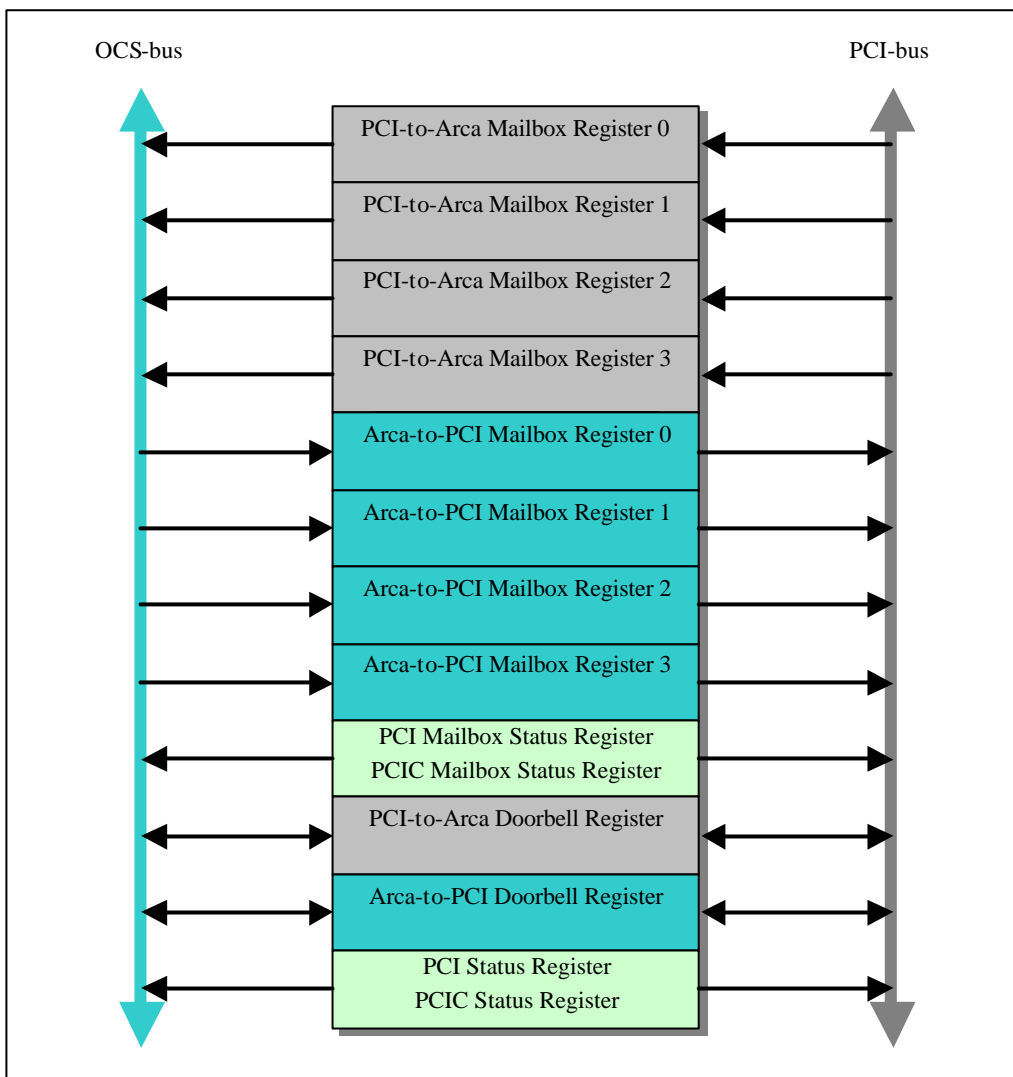 OCS-bus
PCI-bus
PCI-to-Arca Mailbox Register 0
PCI-to-Arca Mailbox Register 1
PCI-to-Arca Mailbox Register 2
PCI-to-Arca Mailbox Register 3
Arca-to-PCI Mailbox Register 0
Arca-to-PCI Mailbox Register 1
Arca-to-PCI Mailbox Register 2
Arca-to-PCI Mailbox Register 3
PCI Mailbox Status Register
PCIC Mailbox Status Register
PCI-to-Arca Doorbell Register
Arca-to-PCI Doorbell Register
PCI Status Register
PCIC Status Register